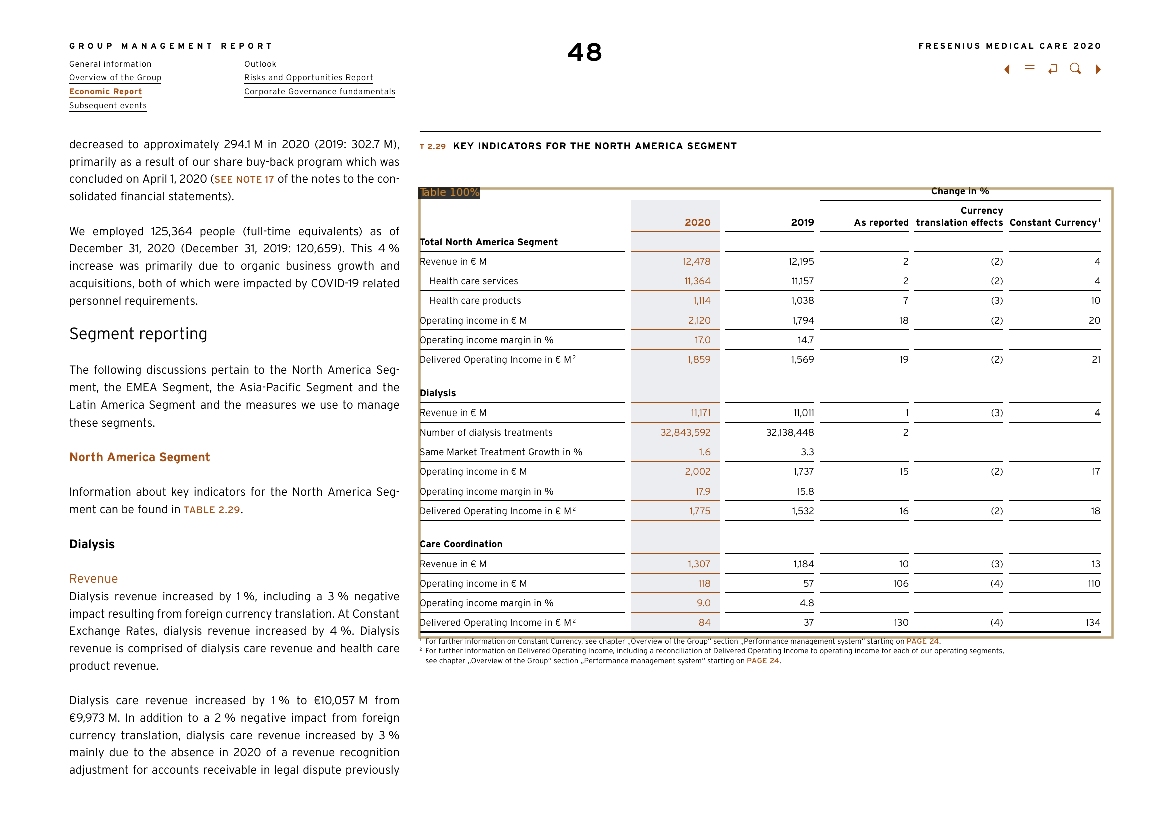 GROUP MANAGEMENT REPORT
General information
Overview of the Group
Economic Report
Subsequent events
Outlook
Risks and Opportunities Report
Corporate Governance fundamentals
48
FRESENIUS MEDICAL CARE 2020
decreased to approximately 294.1 M in 2020 (2019: 302.7 M),
primarily as a result of our share buy-back program which was
concluded on April 1, 2020 (SEE NOTE 17 of the notes to the con-
solidated financial statements).
We employed 125,364 people (full-time equivalents) as of
December 31, 2020 (December 31, 2019: 120,659). This 4 %
increase was primarily due to organic business growth and
acquisitions, both of which were impacted by COVID-19 related
personnel requirements.
Segment reporting
The following discussions pertain to the North America Seg-
ment, the EMEA Segment, the Asia-Pacific Segment and the
Latin America Segment and the measures we use to manage
these segments.
North America Segment
Information about key indicators for the North America Seg-
ment can be found in TABLE 2.29.
Dialysis
Revenue
Dialysis revenue increased by 1 %, including a 3 % negative
impact resulting from foreign currency translation. At Constant
Exchange Rates, dialysis revenue increased by 4 %. Dialysis
revenue is comprised of dialysis care revenue and health care
product revenue.
Dialysis care revenue increased by 1 % to €10,057 M from
€9,973 M. In addition to a 2 % negative impact from foreign
currency translation, dialysis care revenue increased by 3 %
mainly due to the absence in 2020 of a revenue recognition
adjustment for accounts receivable in legal dispute previously
T 2.29 KEY INDICATORS FOR THE NORTH AMERICA SEGMENT
Table 100%
Change in %
2020 2019 As reported Currency translation effects Constant Currency¹
Total North America Segment
Revenue in € M 12,478 12,195 2 (2) 4
Health care services 11,364 11,157 2 (2) 4
Health care products 1,114 1,038 7 (3) 10
Operating income in € M 2,120 1,794 18 (2) 20
Operating income margin in % 17.0 14.7
Delivered Operating Income in € M² 1,859 1,569 19 (2) 21
Dialysis
Revenue in € M 11,171 11,011 1 (3) 4
Number of dialysis treatments 32,843,592 32,138,448 2
Same Market Treatment Growth in % 1.6 3.3
Operating income in € M 2,002 1,737 15 (2) 17
Operating income margin in % 17.9 15.8
Delivered Operating Income in € M² 1,775 1,532 16 (2) 18
Care Coordination
Revenue in € M 1,307 1,184 10 (3) 13
Operating income in € M 118 57 106 (4) 110
Operating income margin in % 9.0 4.8
Delivered Operating Income in € M² 84 37 130 (4) 134
¹ For further information on Constant Currency, see chapter „Overview of the Group" section „Performance management system" starting on PAGE 24.
² For further information on Delivered Operating Income, including a reconciliation of Delivered Operating Income to operating income for each of our operating segments,
see chapter „Overview of the Group" section „Performance management system" starting on PAGE 24.